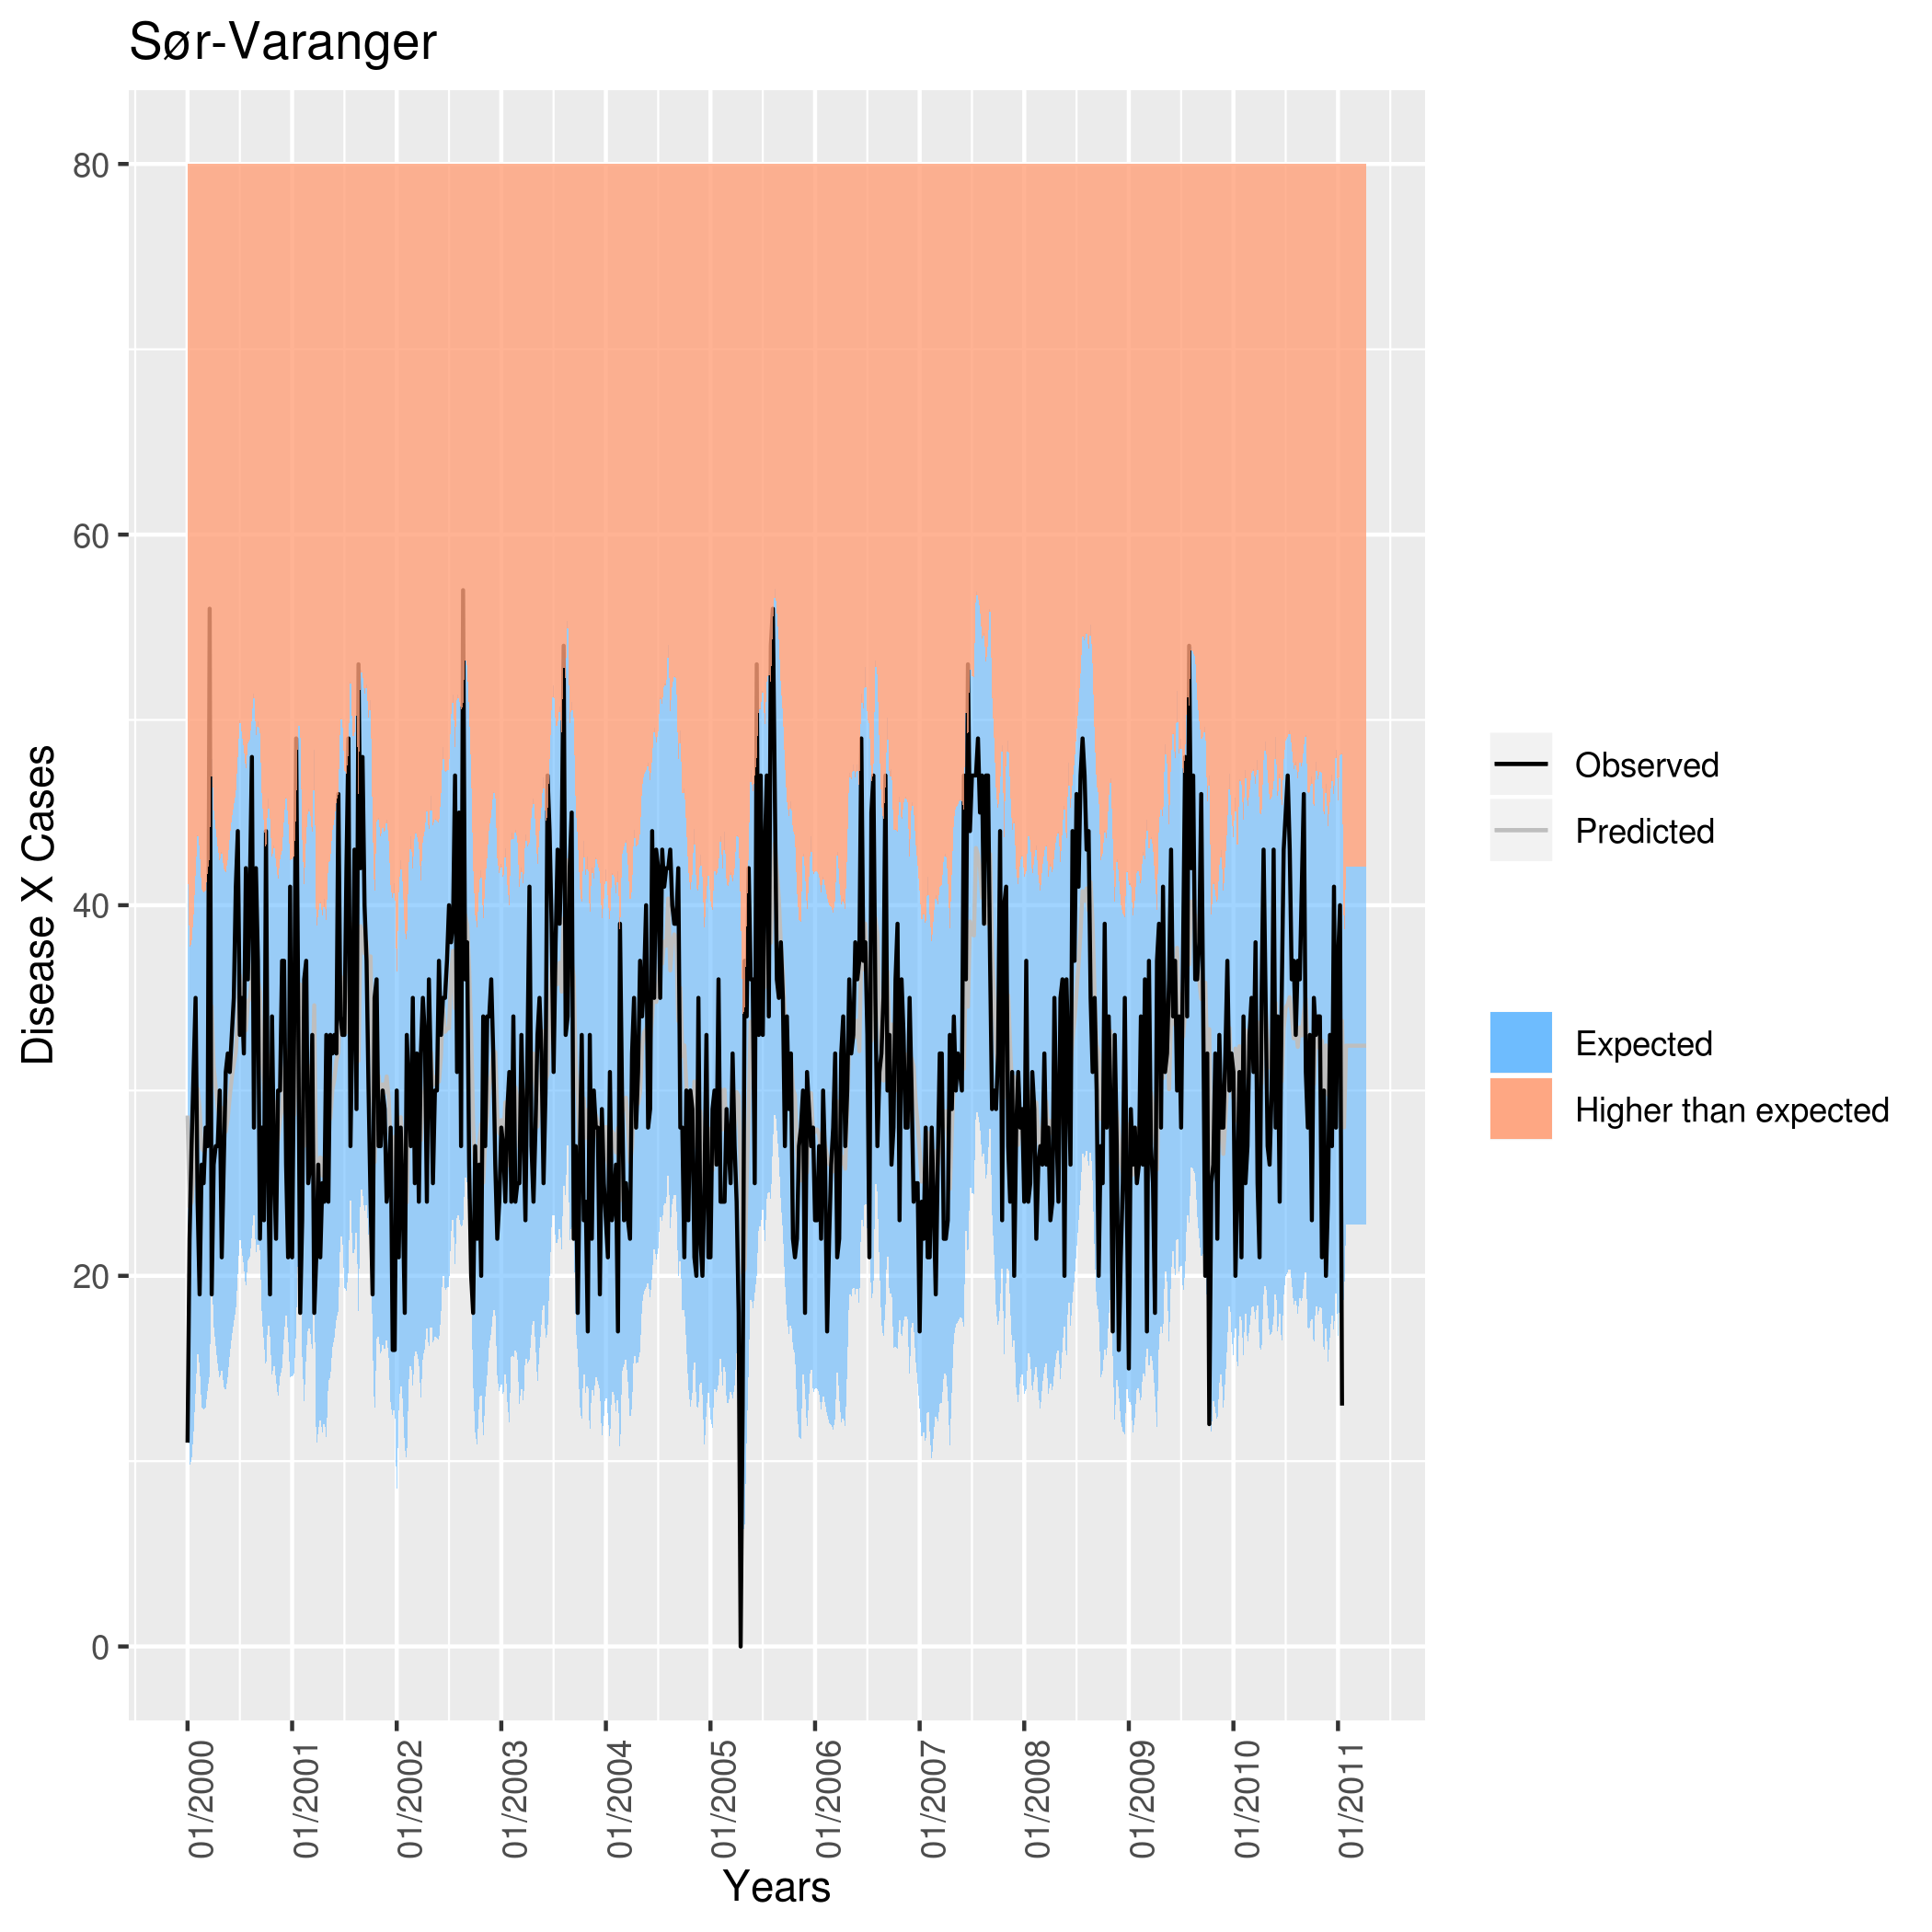 Sør-Varanger
Disease X Cases
80
60
40
20
0
01/2000
01/2001
01/2002
01/2003
01/2004
01/2005
01/2006
01/2007
01/2008
01/2009
01/2010
01/2011
Years
Observed
Predicted
Expected
Higher than expected